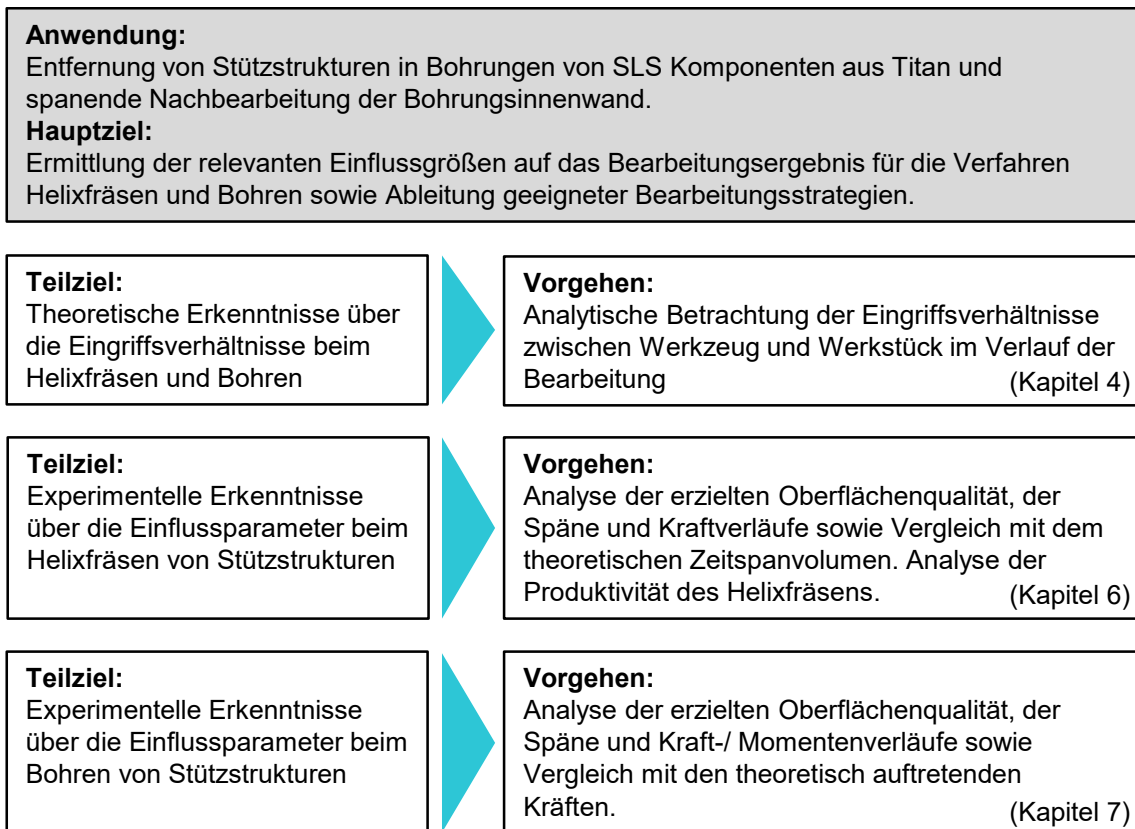 Anwendung:
Entfernung von Stützstrukturen in Bohrungen von SLS Komponenten aus Titan und
spanende Nachbearbeitung der Bohrungsinnenwand.
Hauptziel:
Ermittlung der relevanten Einflussgrößen auf das Bearbeitungsergebnis für die Verfahren
Helixfräsen und Bohren sowie Ableitung geeigneter Bearbeitungsstrategien.
Teilziel:
Theoretische Erkenntnisse über
die Eingriffsverhältnisse beim
Helixfräsen und Bohren
Vorgehen:
Analytische Betrachtung der Eingriffsverhältnisse
zwischen Werkzeug und Werkstück im Verlauf der
Bearbeitung (Kapitel 4)
Teilziel:
Experimentelle Erkenntnisse
über die Einflussparameter beim
Helixfräsen von Stützstrukturen
Vorgehen:
Analyse der erzielten Oberflächenqualität, der
Späne und Kraftverläufe sowie Vergleich mit dem
theoretischen Zeitspanvolumen. Analyse der
Produktivität des Helixfräsens. (Kapitel 6)
Teilziel:
Experimentelle Erkenntnisse
über die Einflussparameter beim
Bohren von Stützstrukturen
Vorgehen:
Analyse der erzielten Oberflächenqualität, der
Späne und Kraft-/ Momentenverläufe sowie
Vergleich mit den theoretisch auftretenden
Kräften. (Kapitel 7)